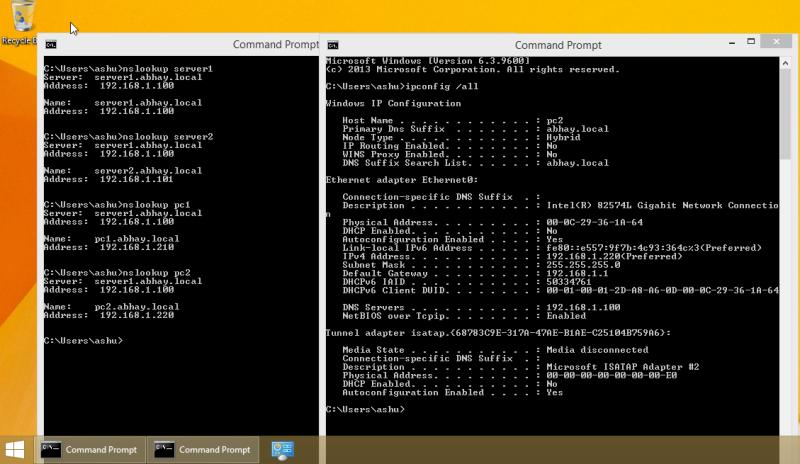 Recycle B
Command Prompt
C:\Users\ashu>nslookup server1
Server:  server1.abhay.local
Address:  192.168.1.100
Name:    server1.abhay.local
Address:  192.168.1.100
C:\Users\ashu>nslookup server2
Server:  server1.abhay.local
Address:  192.168.1.100
Name:    server2.abhay.local
Address:  192.168.1.101
C:\Users\ashu>nslookup pc1
Server:  server1.abhay.local
Address:  192.168.1.100
Name:    pc1.abhay.local
Address:  192.168.1.210
C:\Users\ashu>nslookup pc2
Server:  server1.abhay.local
Address:  192.168.1.100
Name:    pc2.abhay.local
Address:  192.168.1.220
C:\Users\ashu>
Command Prompt
Microsoft Windows [Version 6.3.9600]
(c) 2013 Microsoft Corporation. All rights reserved.
C:\Users\ashu>ipconfig /all
Windows IP Configuration
Host Name . . . . . . . . . . . . : pc2
Primary Dns Suffix  . . . . . . . : abhay.local
Node Type . . . . . . . . . . . . : Hybrid
IP Routing Enabled. . . . . . . . : No
WINS Proxy Enabled. . . . . . . . : No
DNS Suffix Search List. . . . . . : abhay.local
Ethernet adapter Ethernet0:
Connection-specific DNS Suffix  . :
Description . . . . . . . . . . . : Intel(R) 82574L Gigabit Network Connectio
n
Physical Address. . . . . . . . . : 00-0C-29-36-1A-64
DHCP Enabled. . . . . . . . . . . : No
Autoconfiguration Enabled . . . . : Yes
Link-local IPv6 Address . . . . . : fe80::e557:9f7b:4c93:364c%3(Preferred)
IPv4 Address. . . . . . . . . . . : 192.168.1.220(Preferred)
Subnet Mask . . . . . . . . . . . : 255.255.255.0
Default Gateway . . . . . . . . . : 192.168.1.1
DHCPv6 IAID . . . . . . . . . . . : 50334761
DHCPv6 Client DUID. . . . . . . . : 00-01-00-01-2D-A8-A6-0D-00-0C-29-36-1A-64
DNS Servers . . . . . . . . . . . : 192.168.1.100
NetBIOS over Tcpip. . . . . . . . : Enabled
Tunnel adapter isatap.{68783C9E-317A-47AE-B1AE-C25104B759A6}:
Media State . . . . . . . . . . . : Media disconnected
Connection-specific DNS Suffix  . :
Description . . . . . . . . . . . : Microsoft ISATAP Adapter #2
Physical Address. . . . . . . . . : 00-00-00-00-00-00-00-E0
DHCP Enabled. . . . . . . . . . . : No
Autoconfiguration Enabled . . . . : Yes
C:\Users\ashu>
Command Prompt
Command Prompt